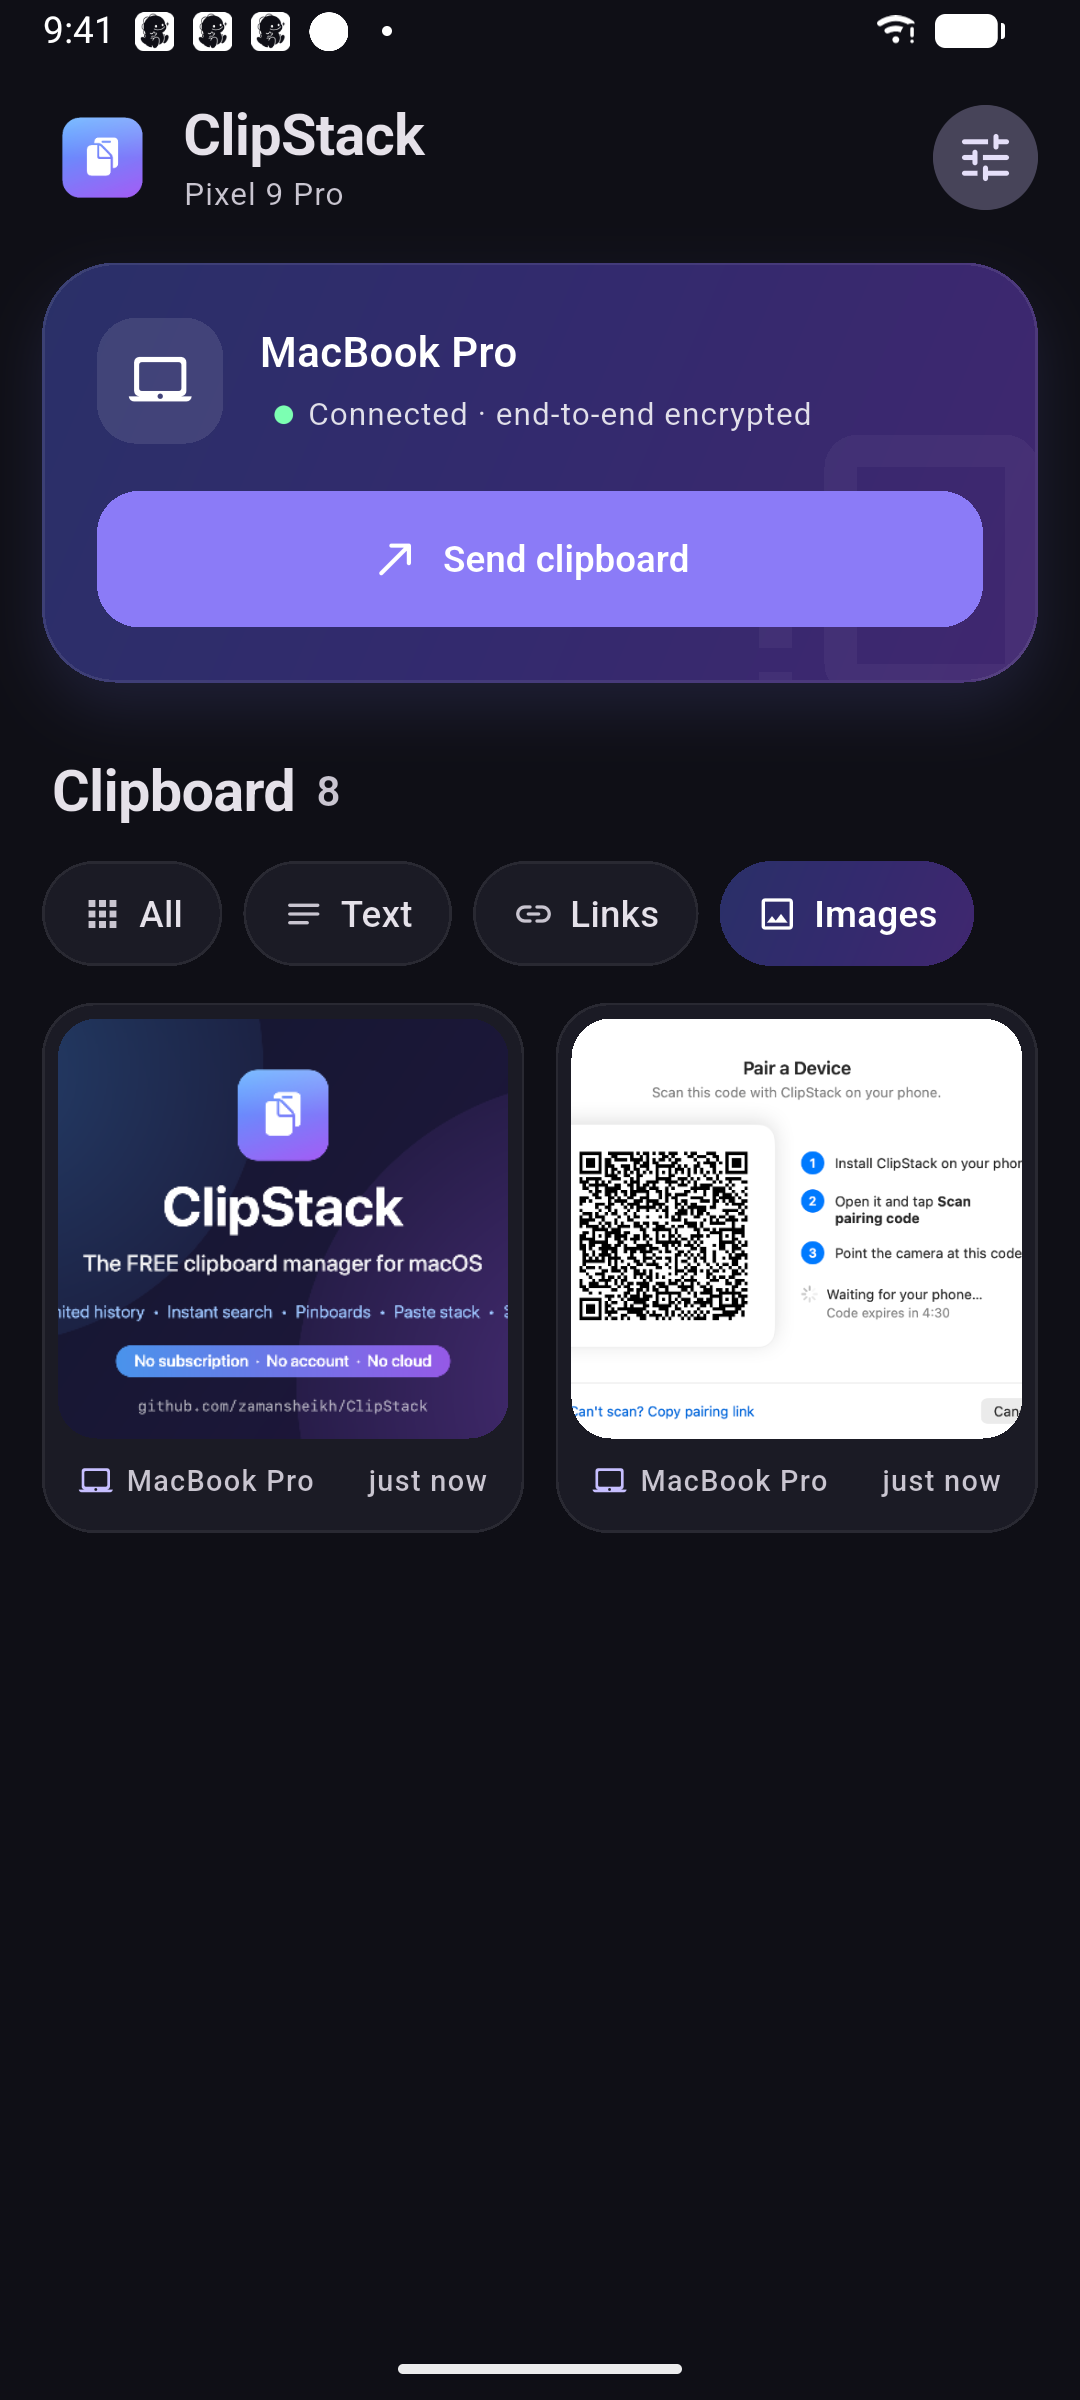 9:41
ClipStack
Pixel 9 Pro
MacBook Pro
Connected · end-to-end encrypted
Send clipboard
Clipboard 8
All
Text
Links
Images
ClipStack
The FREE clipboard manager for macOS
history • Instant search • Pinboards • Paste stack •
No subscription · No account · No cloud
github.com/zamansheikh/ClipStack
MacBook Pro just now
Pair a Device
Scan this code with ClipStack on your phone.
1 Install ClipStack on your
2 Open it and tap Scan
pairing code
3 Point the camera at this code
Waiting for your phone...
Code expires in 4:30
Can't scan? Copy pairing link
MacBook Pro just now